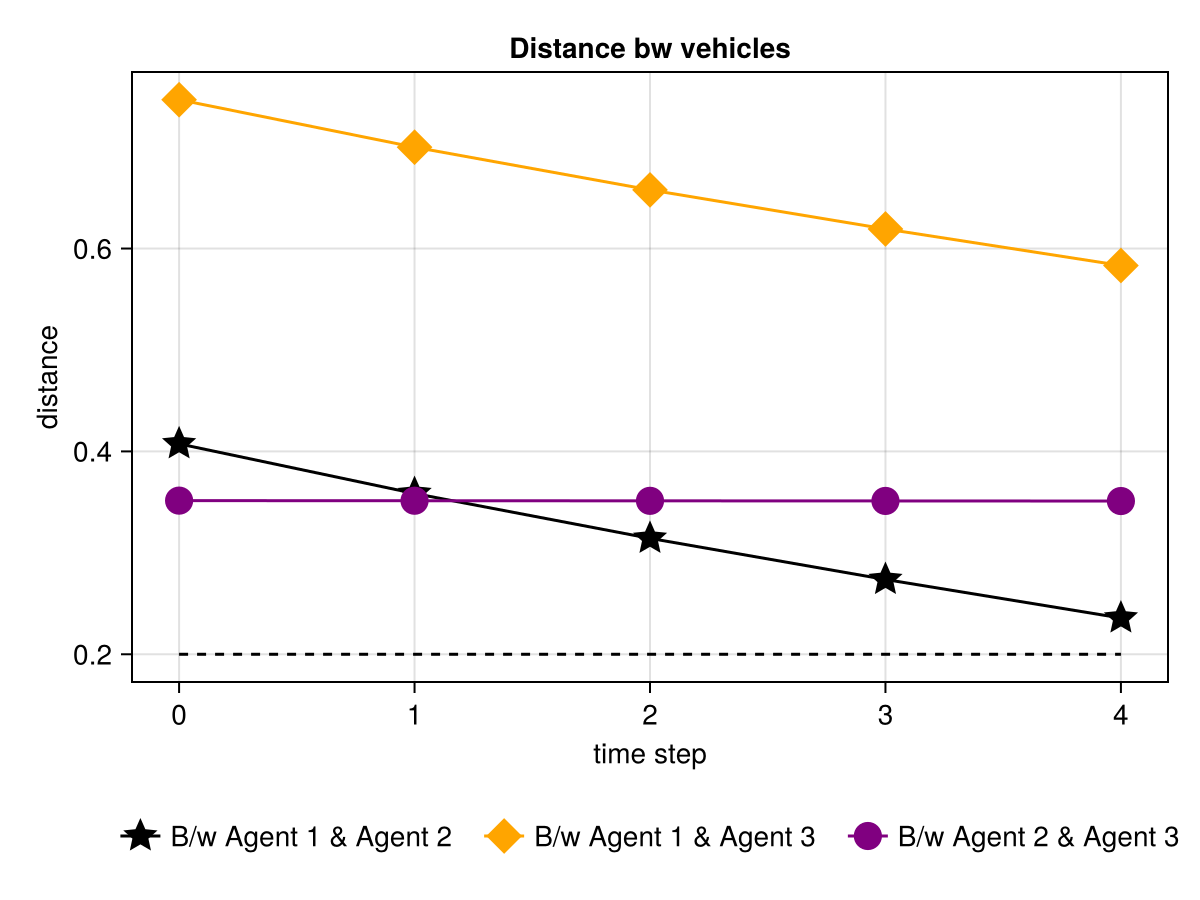 Distance bw vehicles
distance
0.6
0.4
0.2
0 1 2 3 4
time step
B/w Agent 1 & Agent 2 B/w Agent 1 & Agent 3 B/w Agent 2 & Agent 3